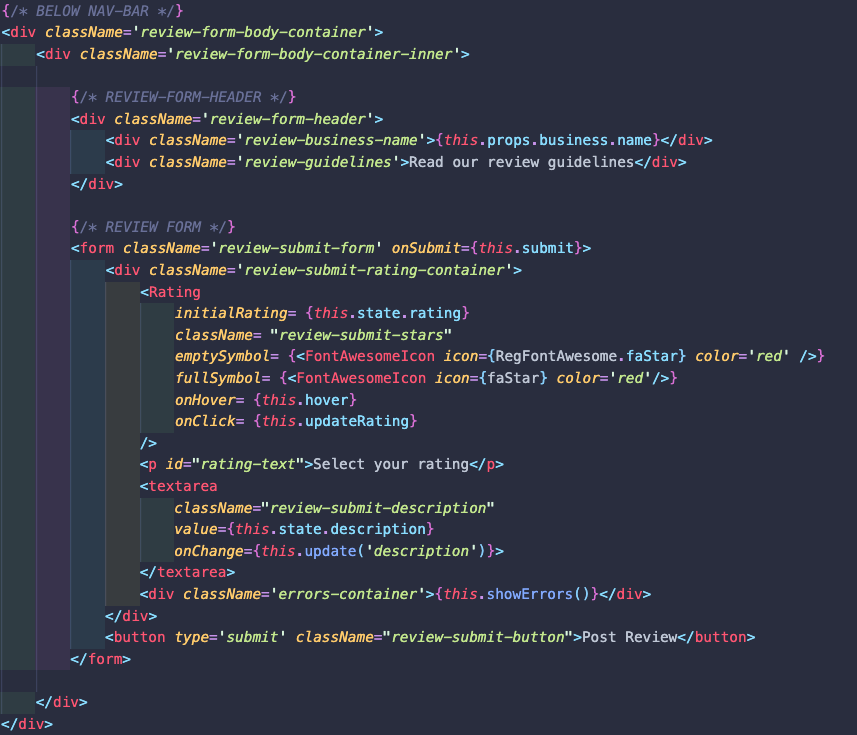 {/* BELOW NAV-BAR */}
<div className='review-form-body-container'>
    <div className='review-form-body-container-inner'>

        {/* REVIEW-FORM-HEADER */}
        <div className='review-form-header'>
            <div className='review-business-name'>{this.props.business.name}</div>
            <div className='review-guidelines'>Read our review guidelines</div>
        </div>

        {/* REVIEW FORM */}
        <form className='review-submit-form' onSubmit={this.submit}>
            <div className='review-submit-rating-container'>
                <Rating
                    initialRating= {this.state.rating}
                    className= "review-submit-stars"
                    emptySymbol= {<FontAwesomeIcon icon={RegFontAwesome.faStar} color='red' />}
                    fullSymbol= {<FontAwesomeIcon icon={faStar} color='red'/>}
                    onHover= {this.hover}
                    onClick= {this.updateRating}
                />
                <p id="rating-text">Select your rating</p>
                <textarea
                    className="review-submit-description"
                    value={this.state.description}
                    onChange={this.update('description')}>
                </textarea>
                <div className='errors-container'>{this.showErrors()}</div>
            </div>
            <button type='submit' className="review-submit-button">Post Review</button>
        </form>

    </div>
</div>